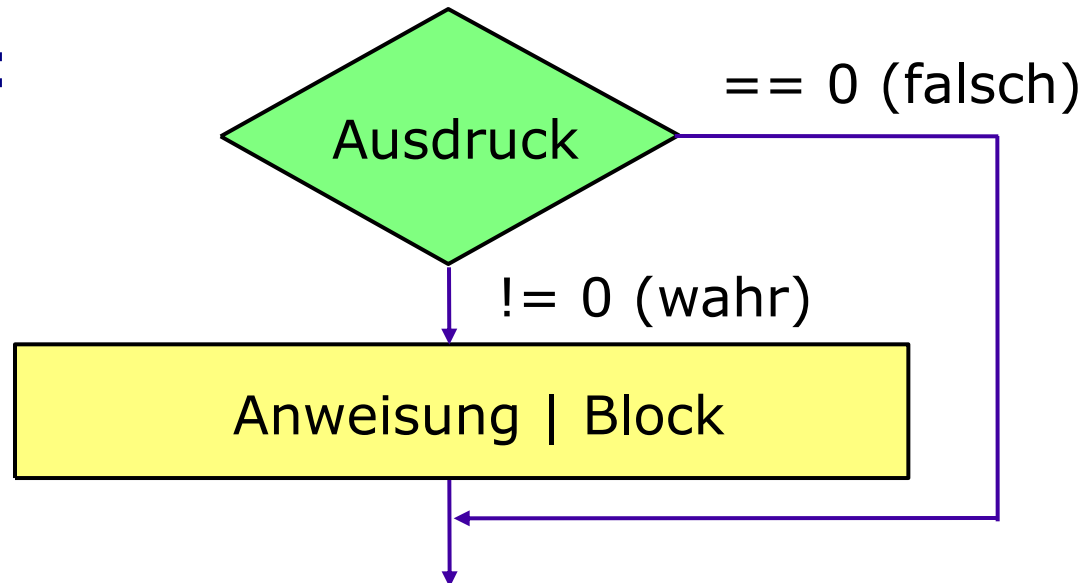 :
== 0 (falsch)
Ausdruck
!= 0 (wahr)
Anweisung | Block